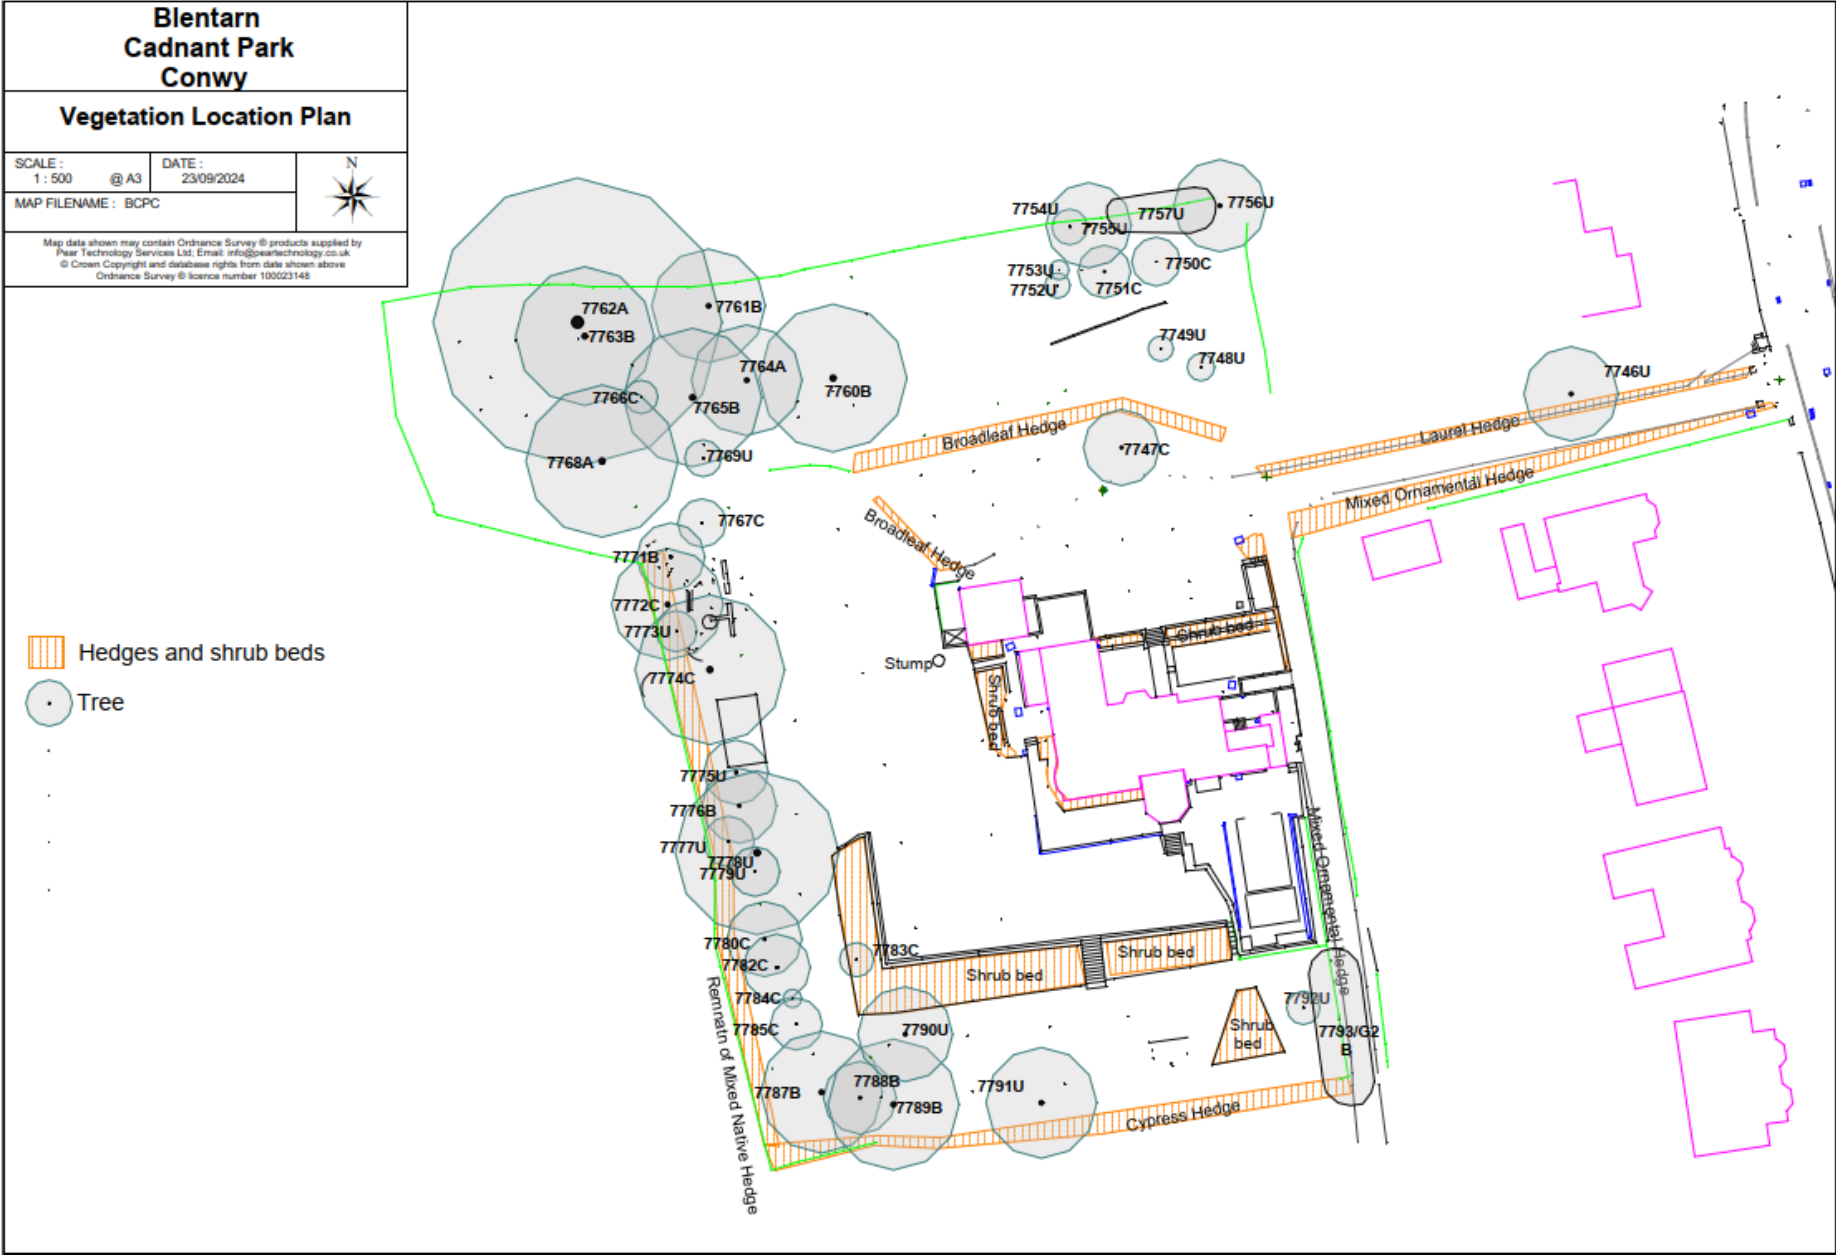 Blentarn
Cadnant Park
Conwy
Vegetation Location Plan
SCALE :
1 : 500 @ A3
DATE :
23/09/2024
N
MAP FILENAME : BCPC
Map data shown may contain Ordnance Survey ® products supplied by
Pear Technology Services Ltd; Email: info@peartechnology.co.uk
© Crown Copyright and database rights from date shown above
Ordnance Survey ® licence number 100023148
7754U
7755U
7757U
7756U
7753U
7752U
7751C
7750C
7749U
7748U
7762A
7763B
7761B
7764A
7760B
7766C
7765B
7768A
7769U
7746U
Broadleaf Hedge
7747C
Laurel Hedge
Mixed Ornamental Hedge
7767C
Broadleaf Hedge
7771B
7772C
7773U
7774C
Stump
Shrub bed
Shrub bed
Hedges and shrub beds
Tree
7775U
7776B
7777U
7778U
7779U
Mixed Ornamental Hedge
7780C
7782C
7783C
7784C
7785C
Shrub bed
Shrub bed
Remnatn of Mixed Native Hedge
7790U
Shrub
bed
7792U
7793/G2
B
7787B
7788B
7789B
7791U
Cypress Hedge